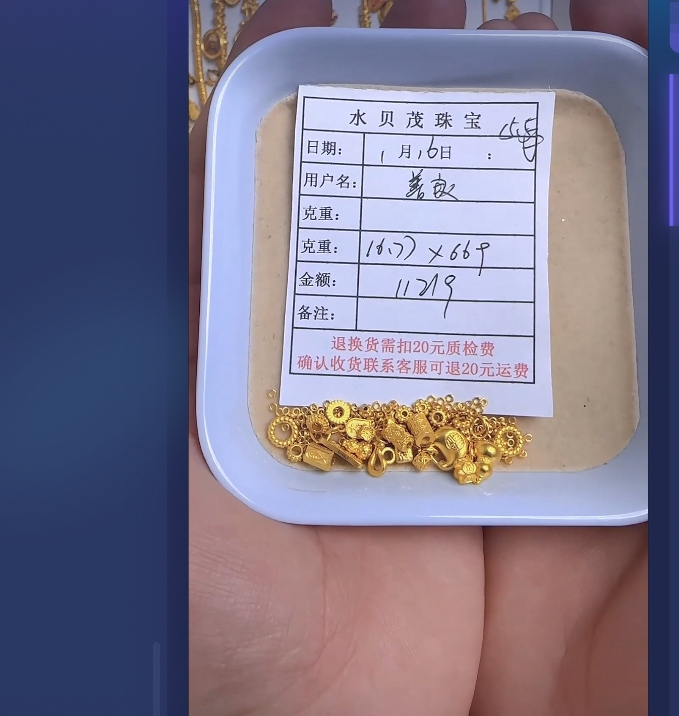 水贝茂珠宝
日期: 1月16日 :
用户名:
克重:
克重: 16.77×669
金额: 11219
备注:
退换货需扣20元质检费
确认收货联系客服可退20元运费